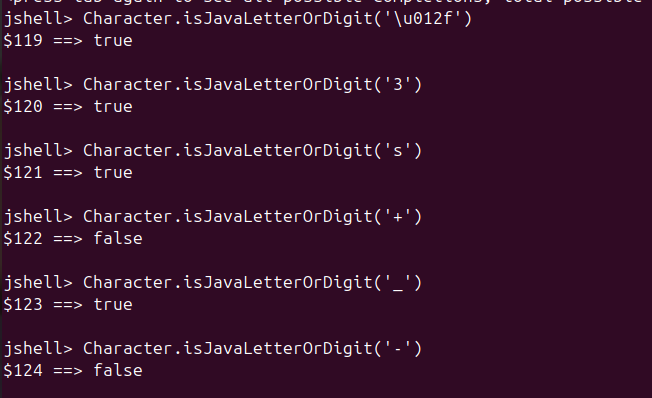 jshell> Character.isJavaLetterOrDigit('\u012f')
$119 ==> true
jshell> Character.isJavaLetterOrDigit('3')
$120 ==> true
jshell> Character.isJavaLetterOrDigit('s')
$121 ==> true
jshell> Character.isJavaLetterOrDigit('+')
$122 ==> false
jshell> Character.isJavaLetterOrDigit('_')
$123 ==> true
jshell> Character.isJavaLetterOrDigit('-')
$124 ==> false